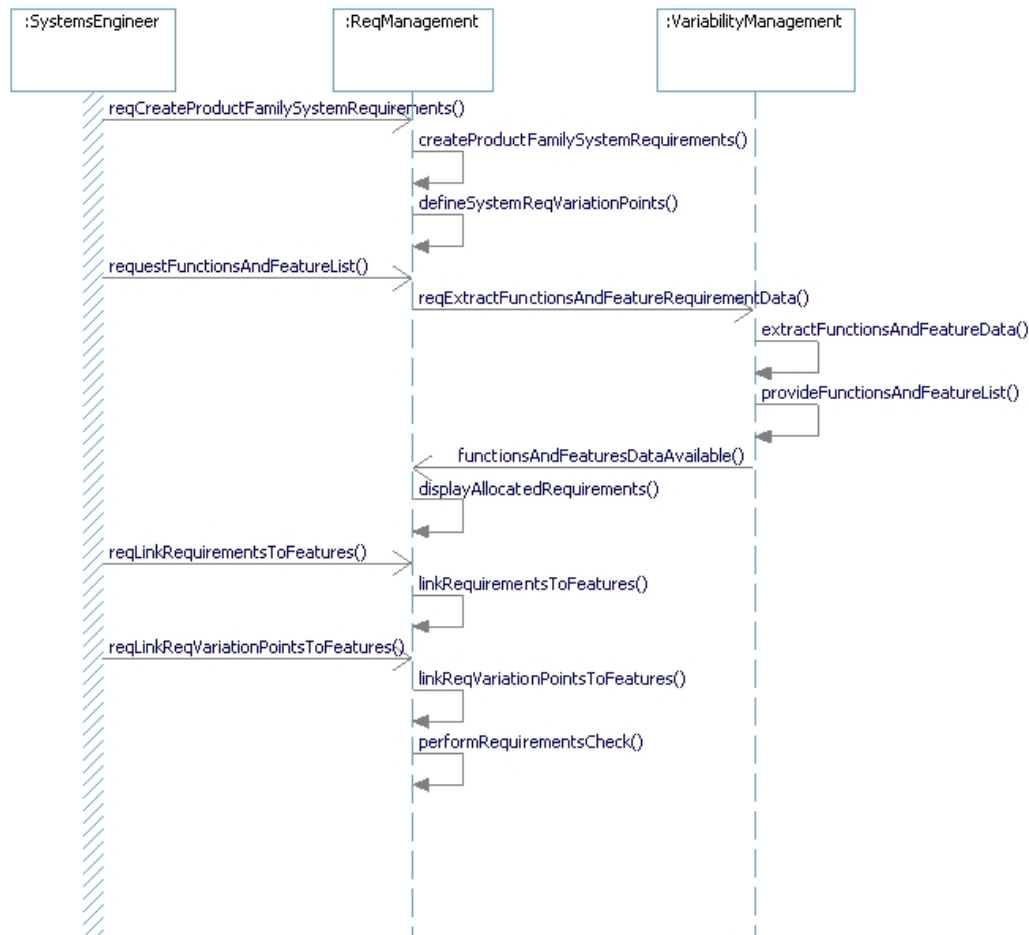 :SystemsEngineer
:ReqManagement
:VariabilityManagement
reqCreateProductFamilySystemRequirements()
createProductFamilySystemRequirements()
defineSystemReqVariationPoints()
requestFunctionsAndFeatureList()
reqExtractFunctionsAndFeatureRequirementData()
extractFunctionsAndFeatureData()
provideFunctionsAndFeatureList()
functionsAndFeaturesDataAvailable()
displayAllocatedRequirements()
reqLinkRequirementsToFeatures()
linkRequirementsToFeatures()
reqLinkReqVariationPointsToFeatures()
linkReqVariationPointsToFeatures()
performRequirementsCheck()